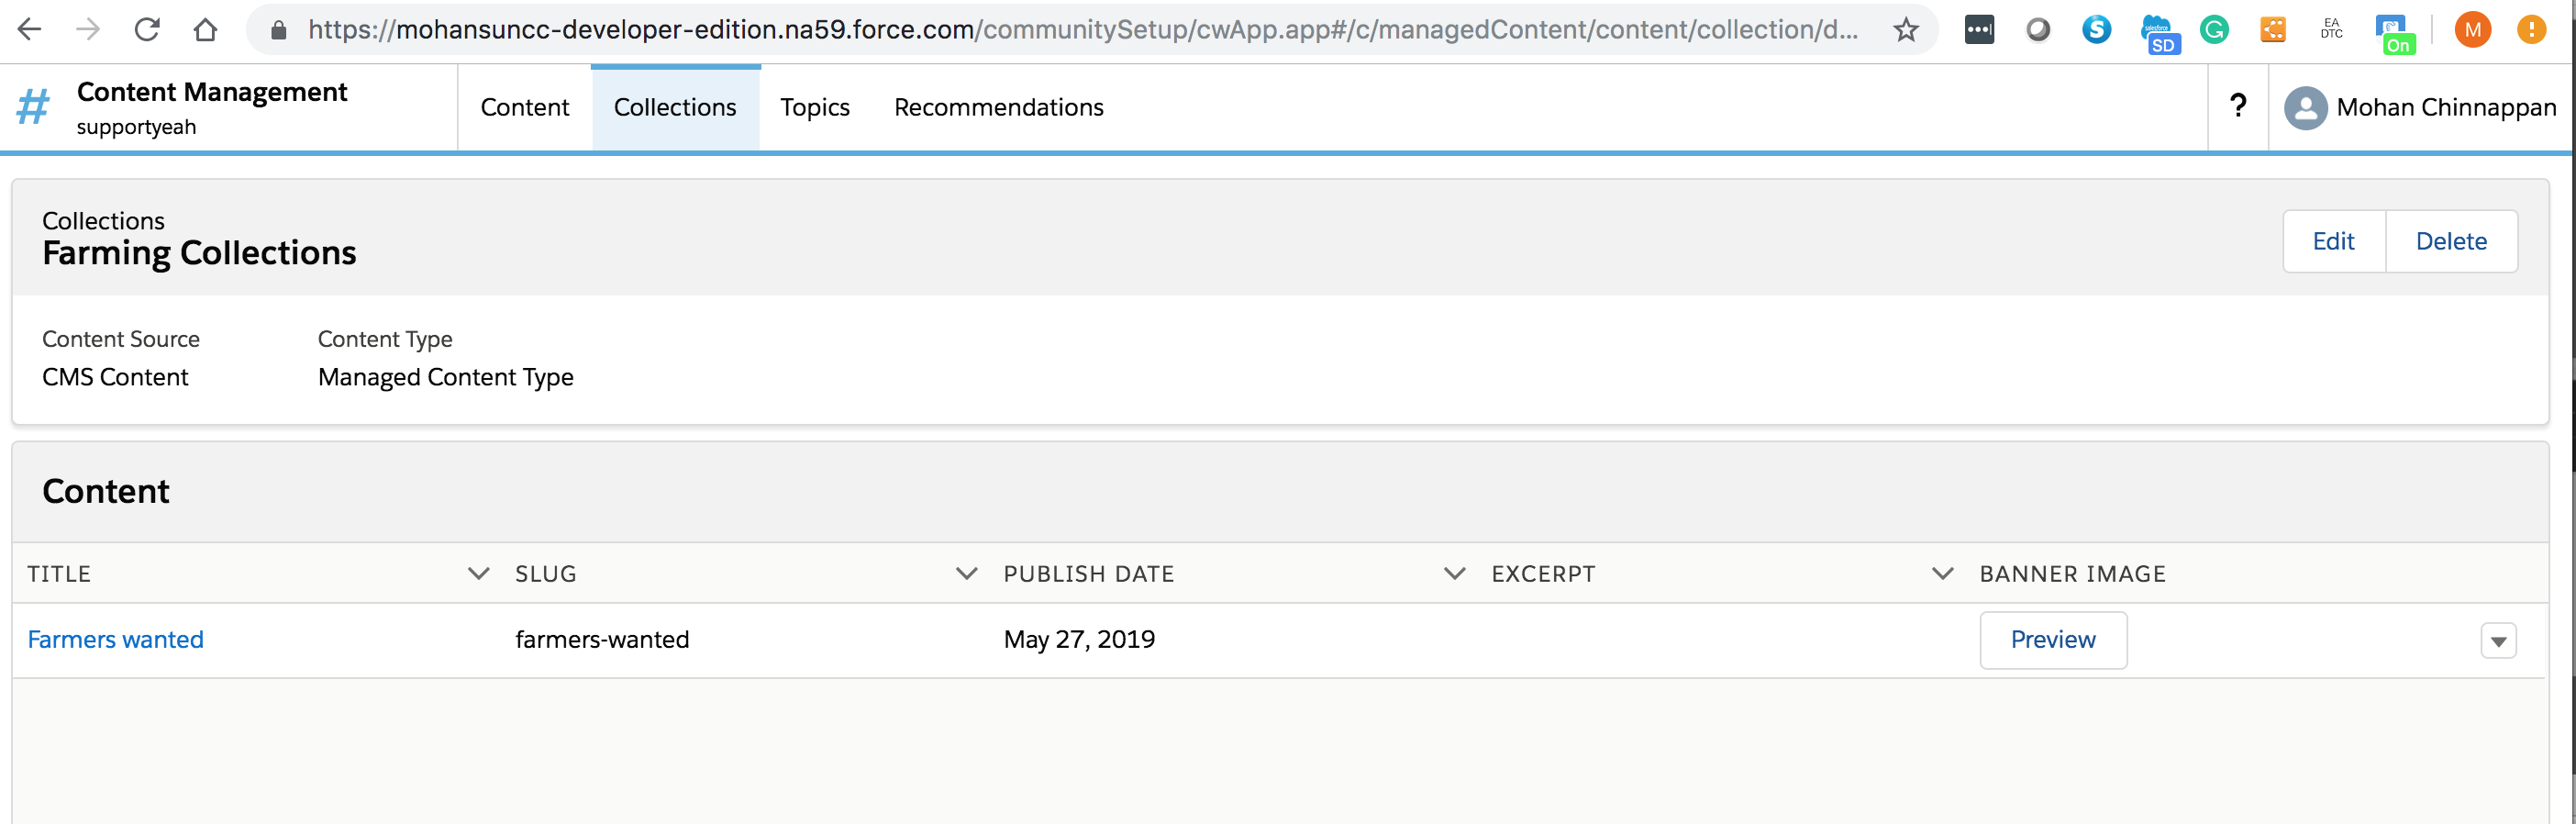 https://mohansuncc-developer-edition.na59.force.com/communitySetup/cwApp.app#/c/managedContent/content/collection/d...
S
SD
G
EA
DTC
G
On
M
!
#
Content Management
supportyeah
Content
Collections
Topics
Recommendations
?
Mohan Chinnappan
Collections
Farming Collections
Edit
Delete
Content Source
Content Type
CMS Content
Managed Content Type
Content
TITLE
SLUG
PUBLISH DATE
EXCERPT
BANNER IMAGE
Farmers wanted
farmers-wanted
May 27, 2019
Preview